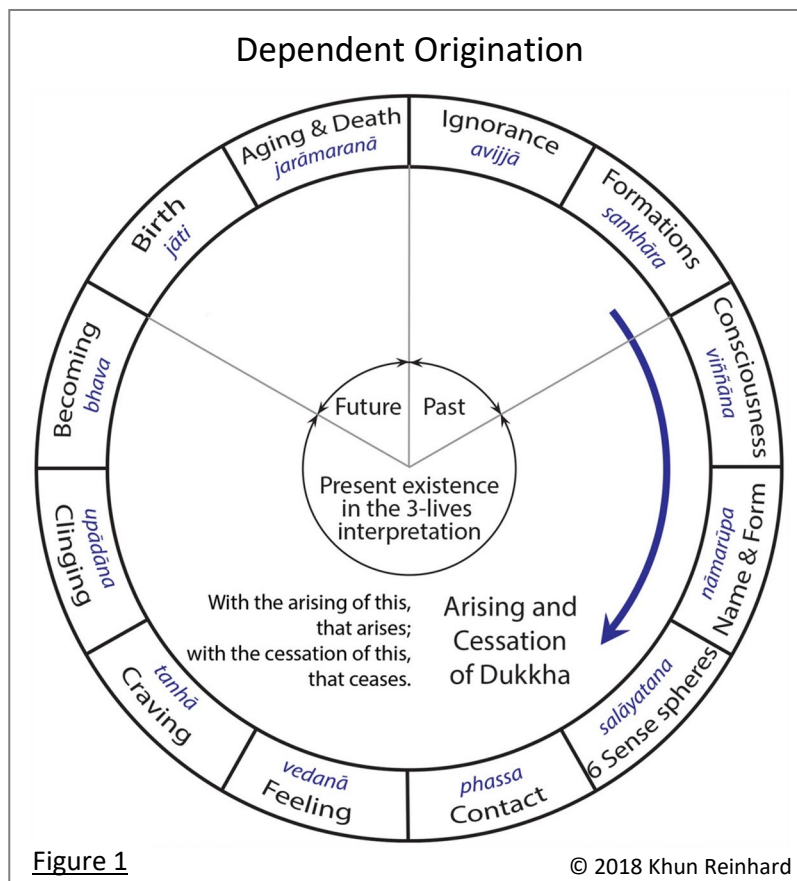 Dependent Origination
Ignorance
avijjā
Formations
sankhāra
Consciousness
viññāna
Name & Form
nāmarūpa
6 Sense spheres
salāyatana
Contact
phassa
Feeling
vedanā
Craving
tanhā
Clinging
upādāna
Becoming
bhava
Birth
jāti
Aging & Death
jarāmaranā
Future
Past
Present existence
in the 3-lives
interpretation
With the arising of this,
that arises;
with the cessation of this,
that ceases.
Arising and
Cessation
of Dukkha
Figure 1
© 2018 Khun Reinhard